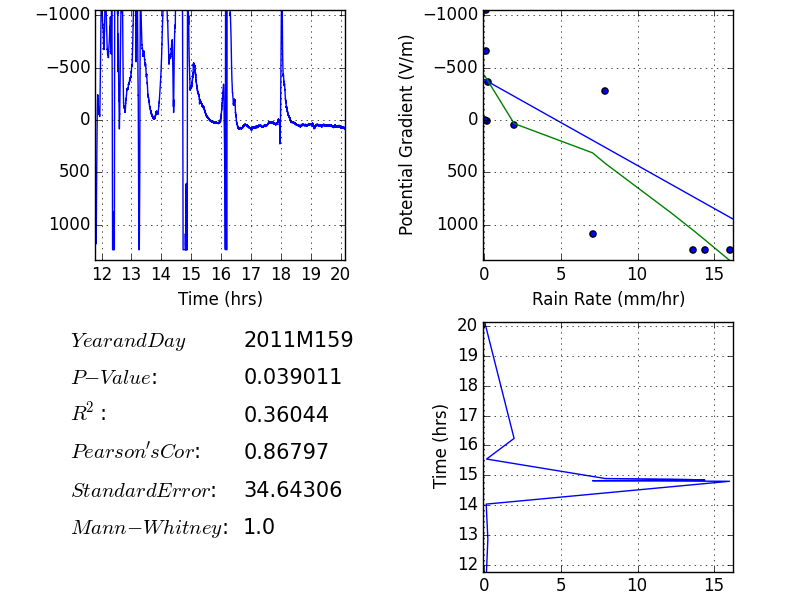 −1000
−500
0
500
1000
12 13 14 15 16 17 18 19 20
Time (hrs)
Potential Gradient (V/m)
−1000
−500
0
500
1000
0 5 10 15
Rain Rate (mm/hr)
YearandDay 2011M159
P−Value: 0.039011
R²: 0.36044
Pearson'sCor: 0.86797
StandardError: 34.64306
Mann−Whitney: 1.0
Time (hrs)
20
19
18
17
16
15
14
13
12
0 5 10 15